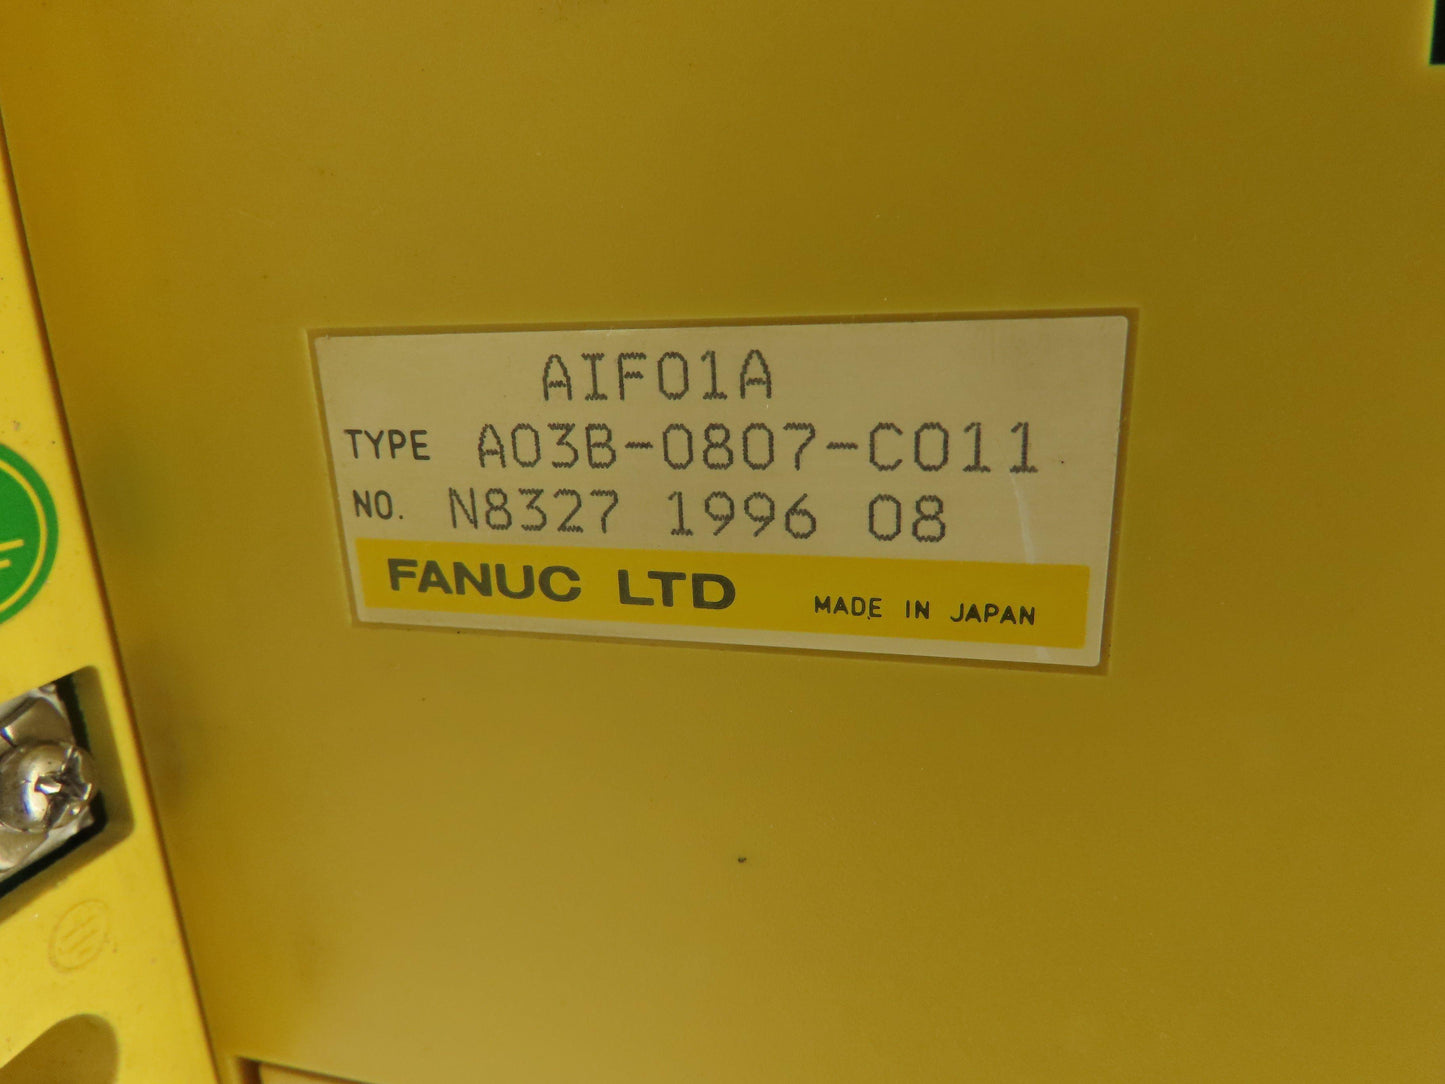 AIF01A
TYPE A03B-0807-C011
NO. N8327 1996 08
FANUC LTD MADE IN JAPAN